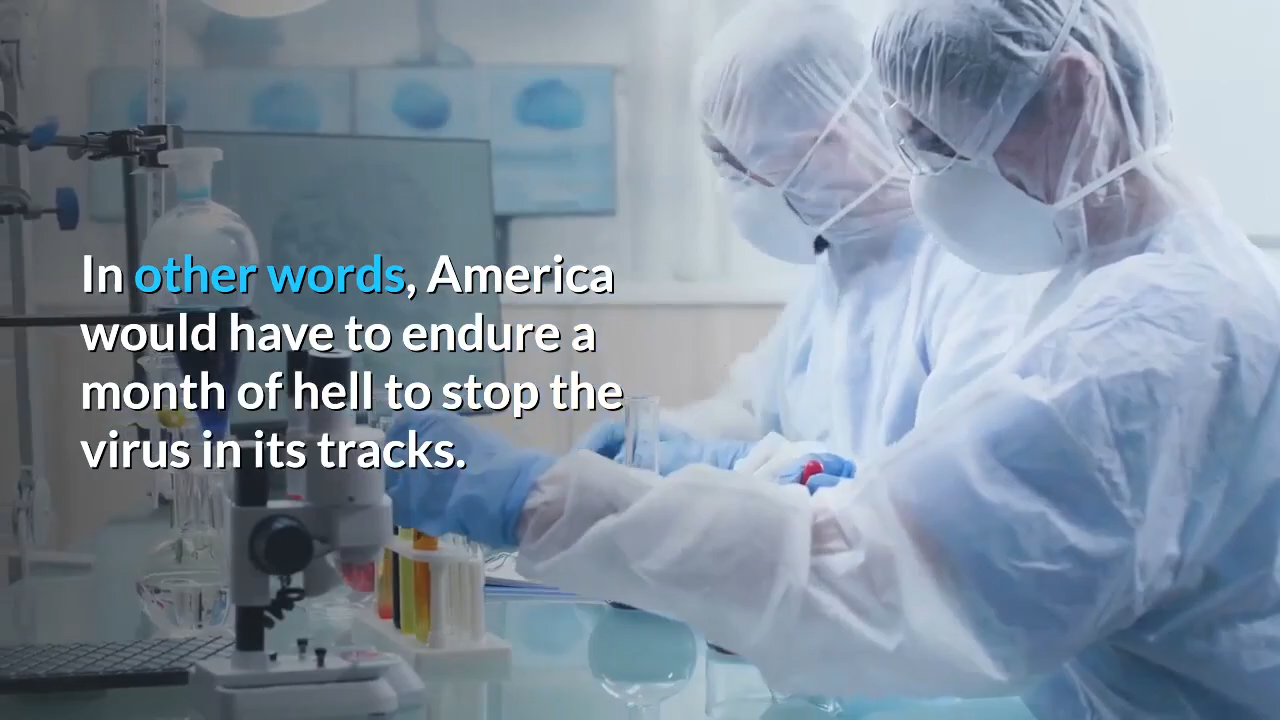 In other words, America
would have to endure a
month of hell to stop the
virus in its tracks.